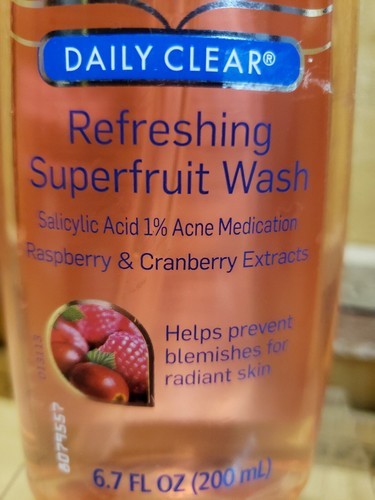 DAILY CLEAR®
Refreshing
Superfruit Wash
Salicylic Acid 1% Acne Medication
Raspberry & Cranberry Extracts
Helps prevent
blemishes for
radiant skin
8079557
6.7 FL OZ (200 mL)